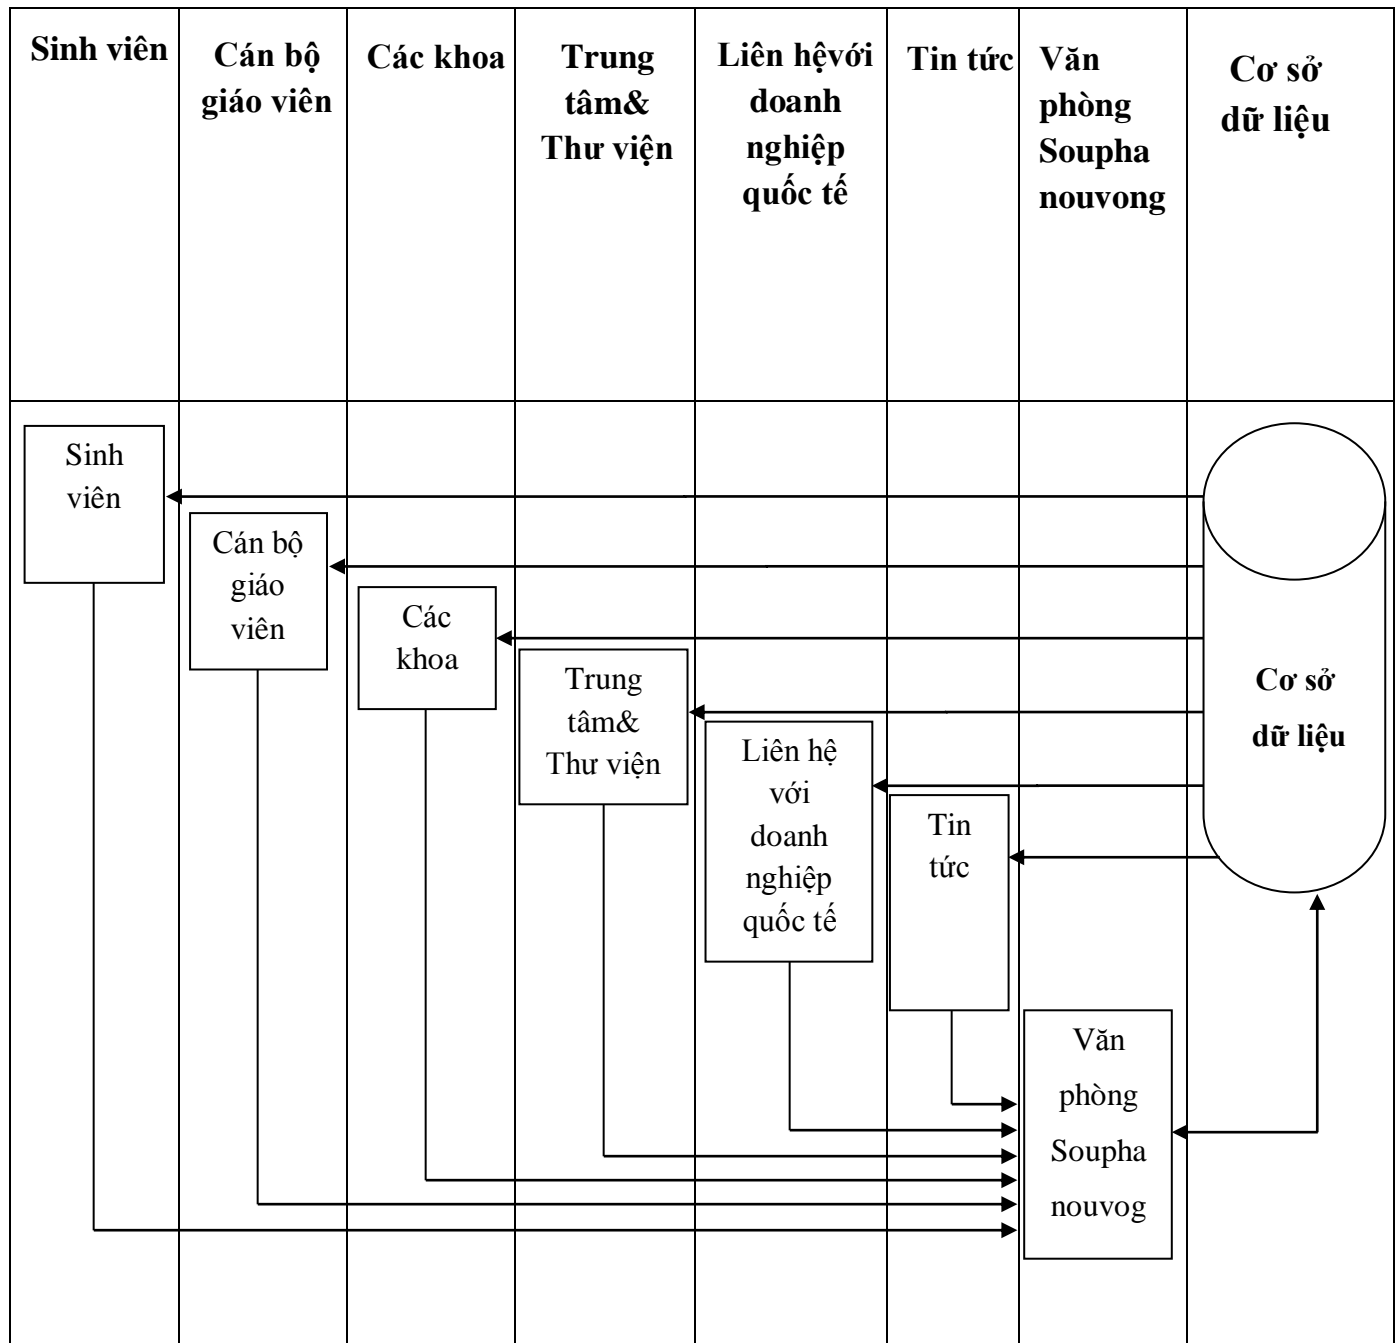 Sinh viên
Cán bộ
giáo viên
Các khoa
Trung
tâm&
Thư viện
Liên hệvới
doanh
nghiệp
quốc tế
Tin tức
Văn
phòng
Soupha
nouvong
Cơ sở
dữ liệu
Sinh
viên
Cán bộ
giáo
viên
Các
khoa
Trung
tâm&
Thư viện
Liên hệ
với
doanh
nghiệp
quốc tế
Tin
tức
Văn
phòng
Soupha
nouvog
Cơ sở
dữ liệu